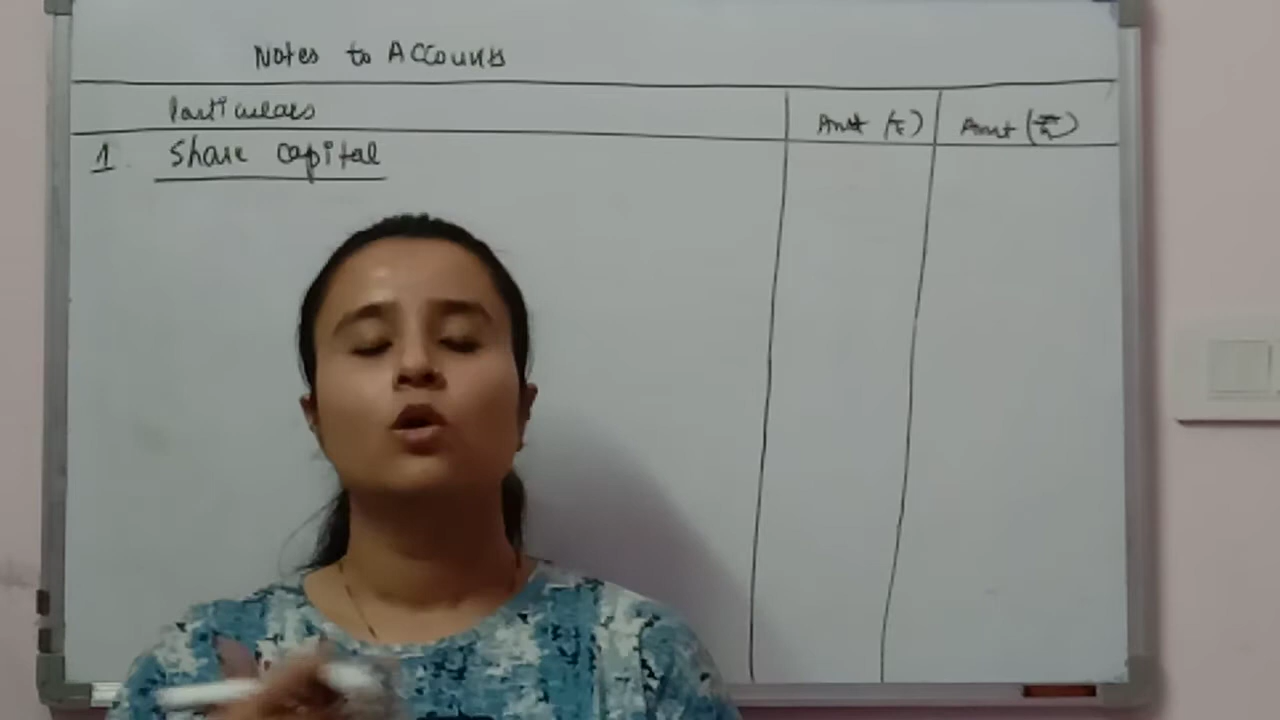 Notes to Accounts
Particulars Amt (₹) Amt (₹)
1. Share capital